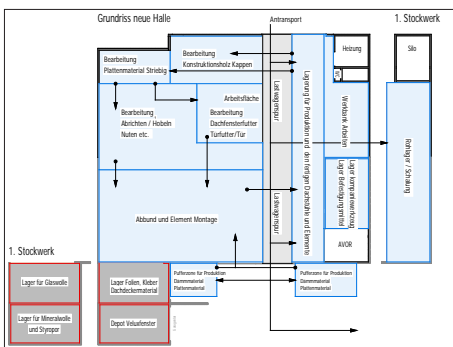 Grundriss neue Halle
Antransport
1. Stockwerk
Bearbeitung
Plattenmaterial Striebig
Bearbeitung
Konstruktionsholz Kappen
Heizung
Silo
WC
Bearbeitung
Abrichten / Hobeln
Nuten etc.
Arbeitsfläche
Bearbeitung
Dachfensterfutter
Türfutter/Tür
Lastwagenspur
Lagerung für Produktion und den fertigen Dachstühle und Elemente
Werkbank Arbeiten
Rohlager / Schalung
Lager Kompantiewerkzug
Lager Befestigungsmittel
Lastwagenspur
Abbund und Element Montage
AVOR
1. Stockwerk
Lager für Glaswolle
Lager Folien, Kleber
Dachdeckermaterial
Pufferzone für Produktion
Dämmmaterial
Plattenmaterial
Pufferzone für Produktion
Dämmmaterial
Plattenmaterial
Lager für Mineralwolle
und Styropor
Depot Veluxfenster